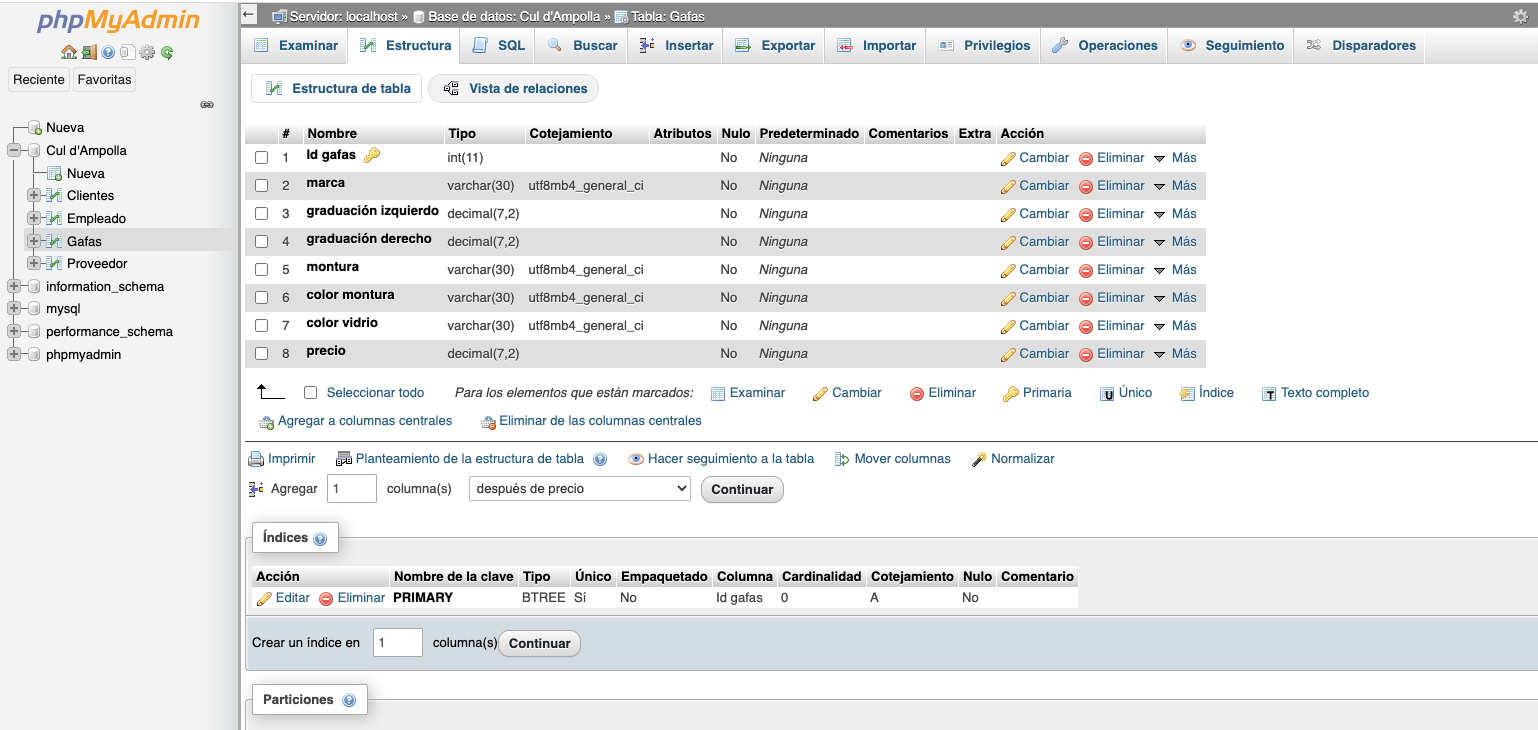 phpMyAdmin
Reciente Favoritas
Nueva
Cul d'Ampolla
Nueva
Clientes
Empleado
Gafas
Proveedor
information_schema
mysql
performance_schema
phpmyadmin
Servidor: localhost » Base de datos: Cul d'Ampolla » Tabla: Gafas
Examinar Estructura SQL Buscar Insertar Exportar Importar Privilegios Operaciones Seguimiento Disparadores
Estructura de tabla Vista de relaciones
# Nombre Tipo Cotejamiento Atributos Nulo Predeterminado Comentarios Extra Acción
1 Id gafas int(11) No Ninguna Cambiar Eliminar Más
2 marca varchar(30) utf8mb4_general_ci No Ninguna Cambiar Eliminar Más
3 graduación izquierdo decimal(7,2) No Ninguna Cambiar Eliminar Más
4 graduación derecho decimal(7,2) No Ninguna Cambiar Eliminar Más
5 montura varchar(30) utf8mb4_general_ci No Ninguna Cambiar Eliminar Más
6 color montura varchar(30) utf8mb4_general_ci No Ninguna Cambiar Eliminar Más
7 color vidrio varchar(30) utf8mb4_general_ci No Ninguna Cambiar Eliminar Más
8 precio decimal(7,2) No Ninguna Cambiar Eliminar Más
Seleccionar todo Para los elementos que están marcados: Examinar Cambiar Eliminar Primaria Único Índice Texto completo
Agregar a columnas centrales Eliminar de las columnas centrales
Imprimir Planteamiento de la estructura de tabla Hacer seguimiento a la tabla Mover columnas Normalizar
Agregar 1 columna(s) después de precio Continuar
Índices
Acción Nombre de la clave Tipo Único Empaquetado Columna Cardinalidad Cotejamiento Nulo Comentario
Editar Eliminar PRIMARY BTREE Sí No Id gafas 0 A No
Crear un índice en 1 columna(s) Continuar
Particiones